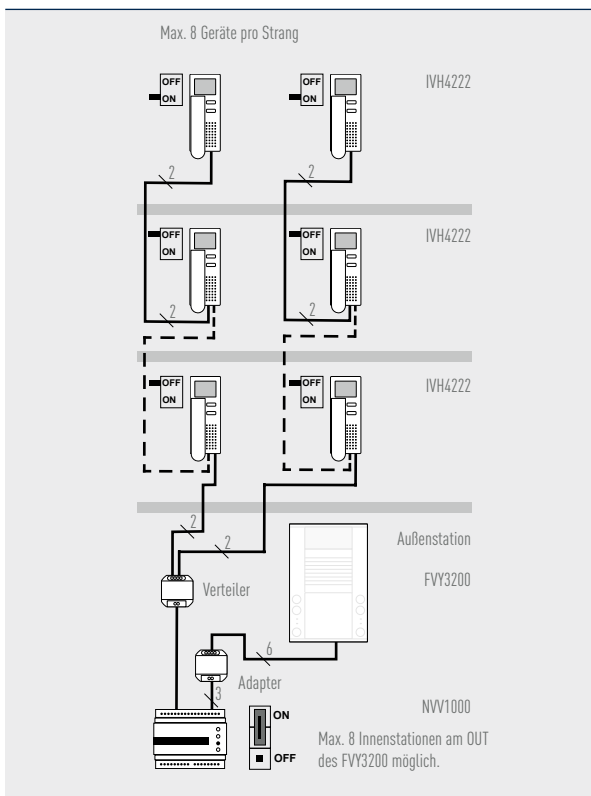 Max. 8 Geräte pro Strang
OFF
ON
OFF
ON
IVH4222
2
2
OFF
ON
OFF
ON
IVH4222
2
2
OFF
ON
OFF
ON
IVH4222
2
2
Außenstation
FVY3200
Verteiler
6
Adapter
3
NVV1000
ON
OFF
Max. 8 Innenstationen am OUT
des FVY3200 möglich.